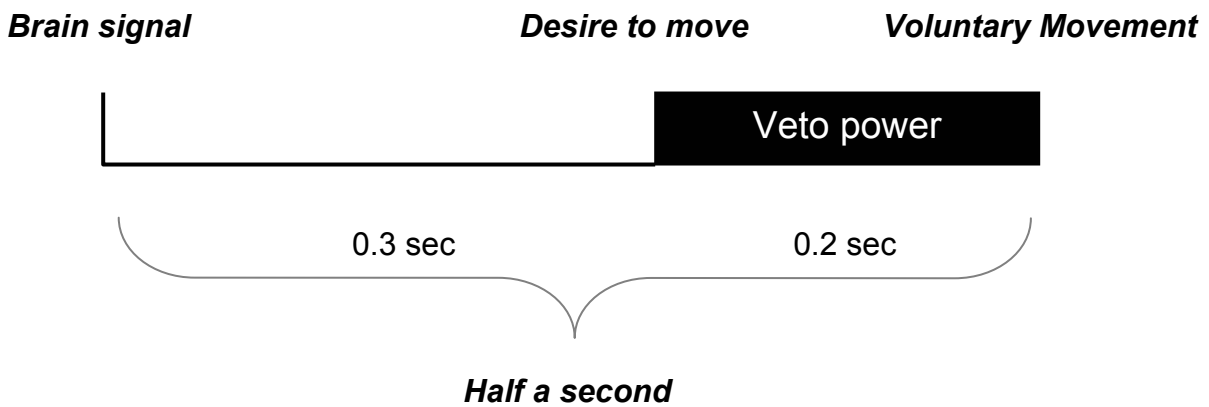 Brain signal Desire to move Voluntary Movement
Veto power
0.3 sec 0.2 sec
Half a second